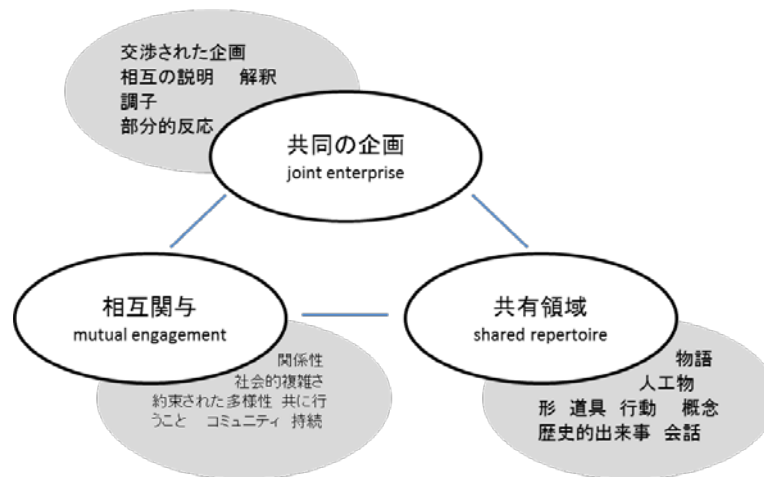 交渉された企画
相互の説明 解釈
調子
部分的反応
共同の企画
joint enterprise
相互関与
mutual engagement
関係性
社会的複雑さ
約束された多様性 共に行
うこと コミュニティ 持続
共有領域
shared repertoire
物語
人工物
形 道具 行動 概念
歴史的出来事 会話